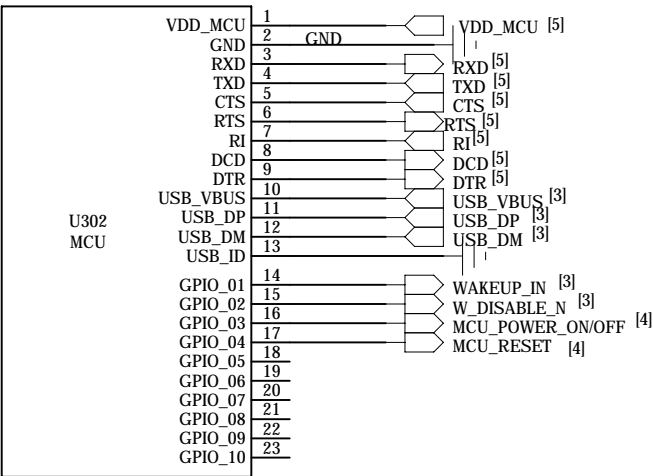 VDD_MCU 1 VDD_MCU [5]
GND 2 GND
RXD 3 RXD [5]
TXD 4 TXD [5]
CTS 5 CTS [5]
RTS 6 RTS [5]
RI 7 RI [5]
DCD 8 DCD [5]
DTR 9 DTR [5]
USB_VBUS 10 USB_VBUS [3]
USB_DP 11 USB_DP [3]
U302
MCU
USB_DM 12 USB_DM [3]
USB_ID 13
GPIO_01 14 WAKEUP_IN [3]
GPIO_02 15 W_DISABLE_N [3]
GPIO_03 16 MCU_POWER_ON/OFF [4]
GPIO_04 17 MCU_RESET [4]
GPIO_05 18
GPIO_06 19
GPIO_07 20
GPIO_08 21
GPIO_09 22
GPIO_10 23